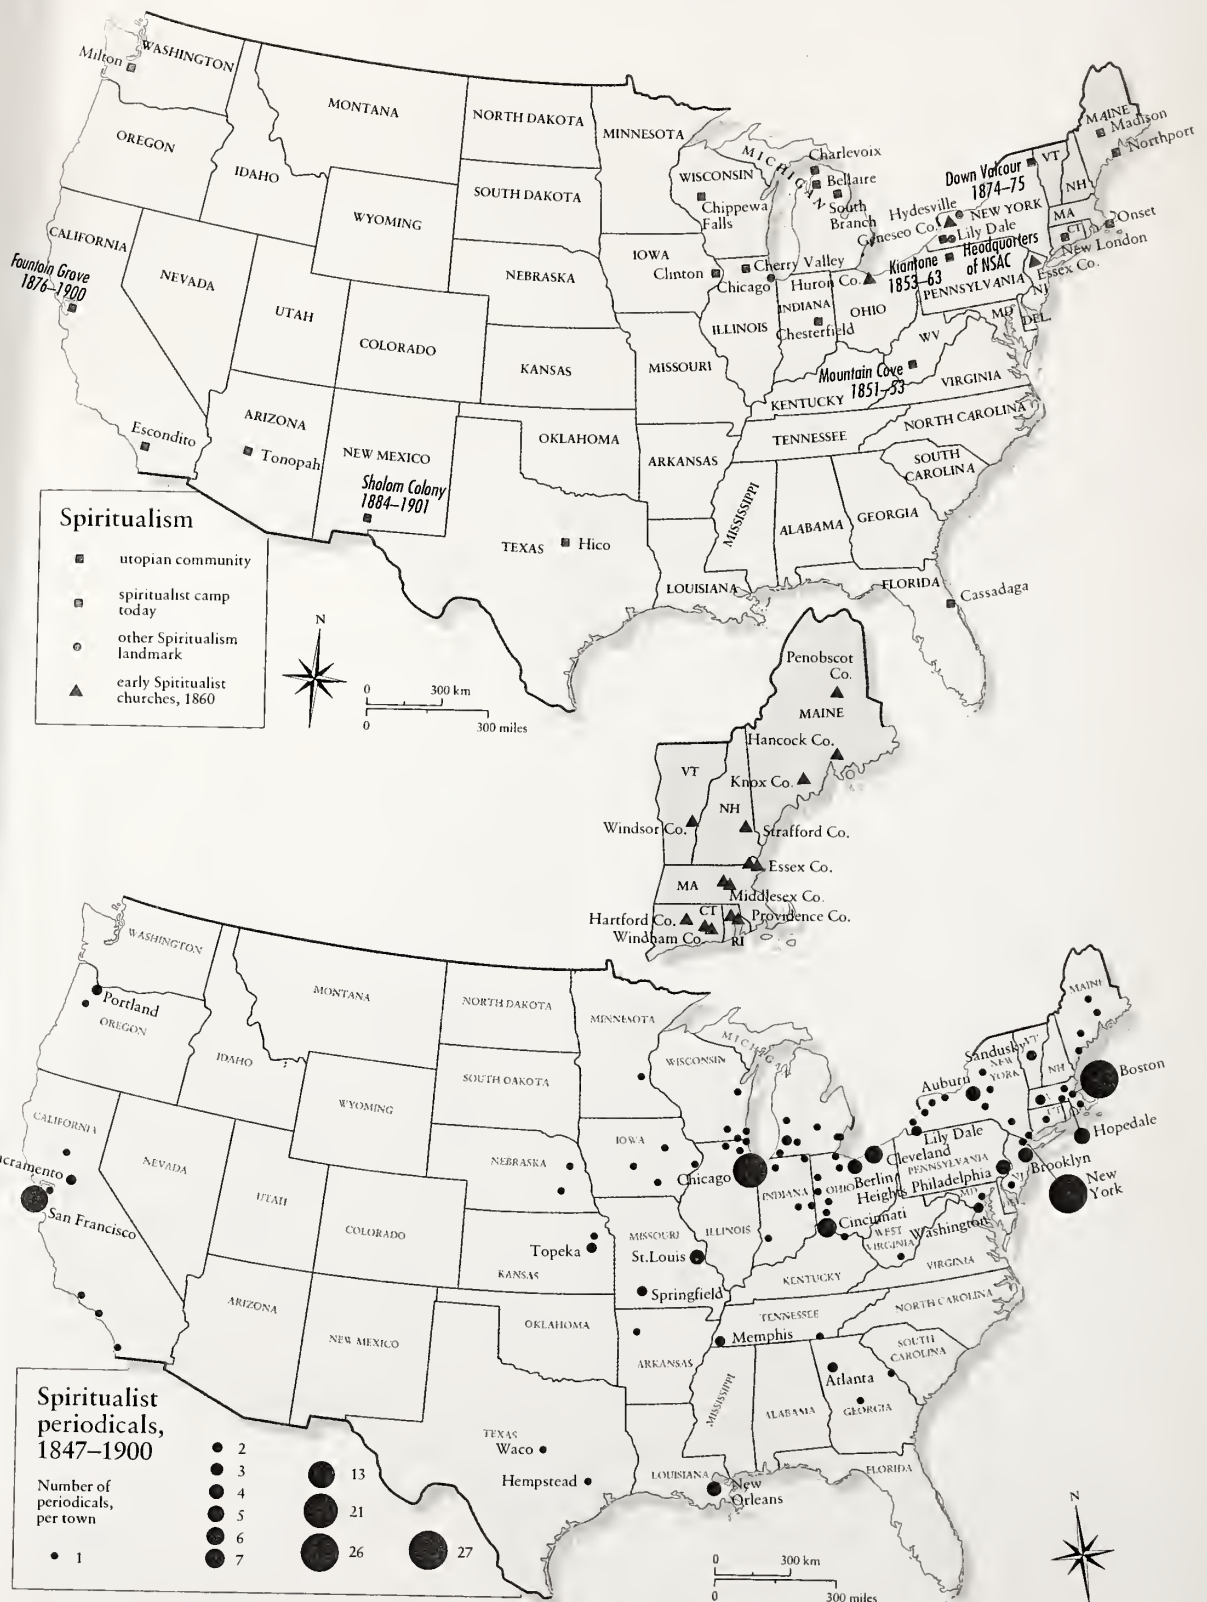 WASHINGTON
Milton
MONTANA
NORTH DAKOTA
MINNESOTA
OREGON
IDAHO
SOUTH DAKOTA
WYOMING
WISCONSIN
MICHIGAN
Charlevoix
Bellaire
South
Branch
Chippewa
Falls
MAINE
Madison
Northport
Down Valcour
1874–75
VT
NH
Hydesville
NEW YORK
MA
Geneseo Co.
Lily Dale
CT
Onset
New London
Kiantone
1853–63
Headquarters
of NSAC
Essex Co.
PENNSYLVANIA
NJ
MD
DEL.
CALIFORNIA
Fountain Grove
1876–1900
NEVADA
UTAH
COLORADO
NEBRASKA
IOWA
Clinton
Cherry Valley
Chicago
Huron Co.
INDIANA
OHIO
ILLINOIS
Chesterfield
WV
KANSAS
MISSOURI
Mountain Cove
1851–53
VIRGINIA
KENTUCKY
NORTH CAROLINA
TENNESSEE
ARIZONA
Escondito
Tonopah
NEW MEXICO
OKLAHOMA
ARKANSAS
SOUTH
CAROLINA
Sholom Colony
1884–1901
MISSISSIPPI
ALABAMA
GEORGIA
TEXAS
Hico
LOUISIANA
FLORIDA
Cassadaga
Spiritualism
utopian community
spiritualist camp
today
other Spiritualism
landmark
early Spititualist
churches, 1860
N
0
300 km
0
300 miles
Penobscot
Co.
MAINE
Hancock Co.
VT
Knox Co.
NH
Windsor Co.
Strafford Co.
Essex Co.
MA
Middlesex Co.
CT
Hartford Co.
Providence Co.
Windham Co.
RI
WASHINGTON
MONTANA
NORTH DAKOTA
MINNESOTA
Portland
OREGON
IDAHO
SOUTH DAKOTA
WYOMING
WISCONSIN
MICHIGAN
MAINE
Sandusky
VT
NEW
YORK
NH
Auburn
Boston
CT
Hopedale
Lily Dale
CALIFORNIA
NEVADA
UTAH
COLORADO
NEBRASKA
IOWA
Chicago
Cleveland
PENNSYLVANIA
Berlin
Heights
Philadelphia
Brooklyn
New
York
INDIANA
OHIO
NJ
MD
acramento
San Francisco
ILLINOIS
Cincinnati
WEST
VIRGINIA
Washington
MISSOURI
St.Louis
Topeka
KANSAS
VIRGINIA
KENTUCKY
Springfield
NORTH CAROLINA
TENNESSEE
ARIZONA
NEW MEXICO
OKLAHOMA
Memphis
SOUTH
CAROLINA
ARKANSAS
Atlanta
MISSISSIPPI
ALABAMA
GEORGIA
TEXAS
Waco
Hempstead
LOUISIANA
New
Orleans
FLORIDA
Spiritualist
periodicals,
1847–1900
Number of
periodicals,
per town
1
2
3
4
5
6
7
13
21
26
27
0
300 km
0
300 miles
N